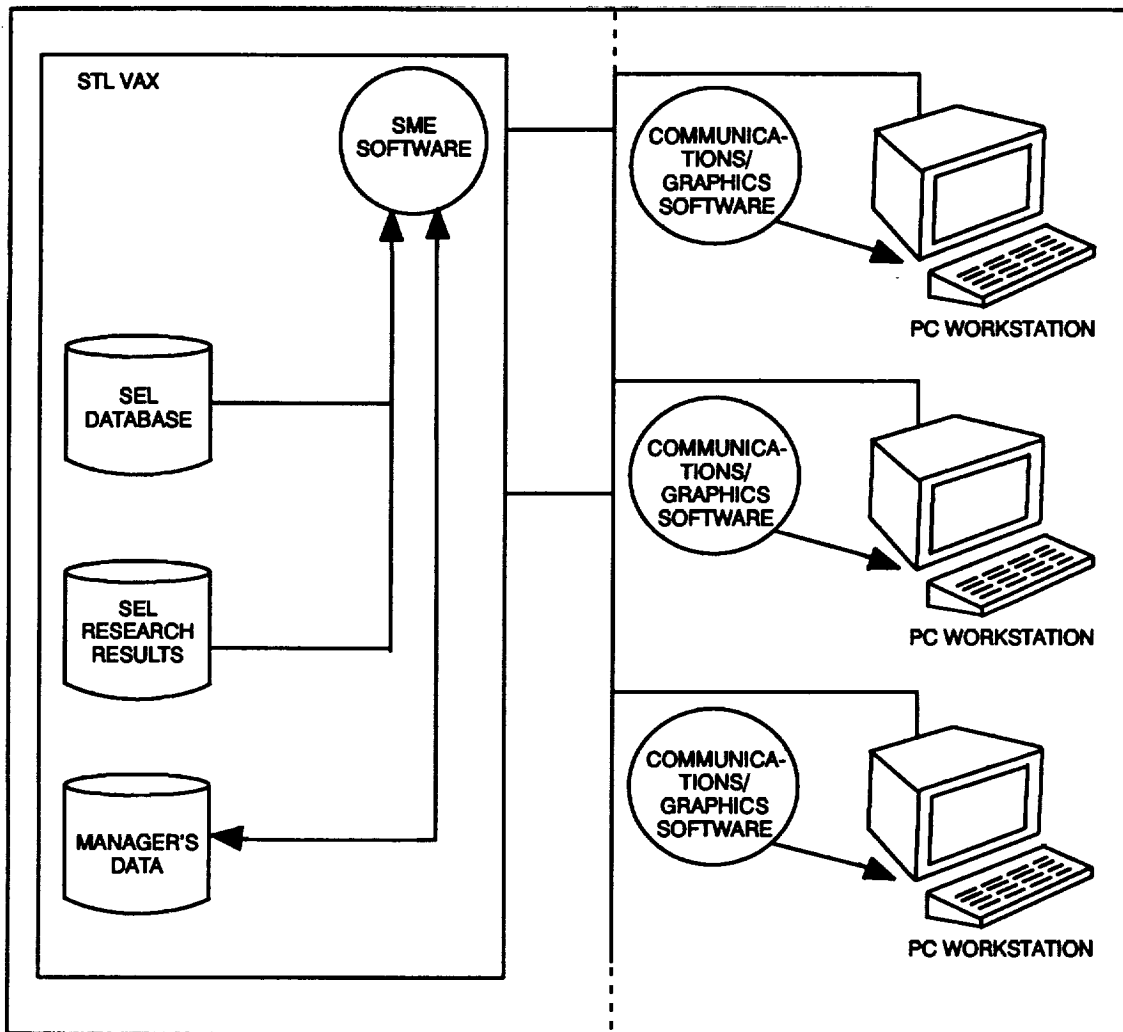 STL VAX
SME
SOFTWARE
SEL
DATABASE
SEL
RESEARCH
RESULTS
MANAGER'S
DATA
COMMUNICA-
TIONS/
GRAPHICS
SOFTWARE
PC WORKSTATION
COMMUNICA-
TIONS/
GRAPHICS
SOFTWARE
PC WORKSTATION
COMMUNICA-
TIONS/
GRAPHICS
SOFTWARE
PC WORKSTATION